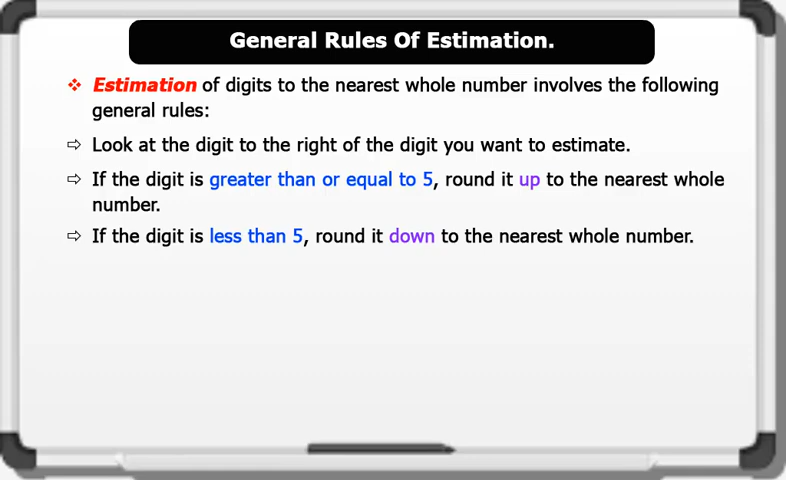 General Rules Of Estimation.
❖ Estimation of digits to the nearest whole number involves the following
general rules:
⇨ Look at the digit to the right of the digit you want to estimate.
⇨ If the digit is greater than or equal to 5, round it up to the nearest whole
number.
⇨ If the digit is less than 5, round it down to the nearest whole number.